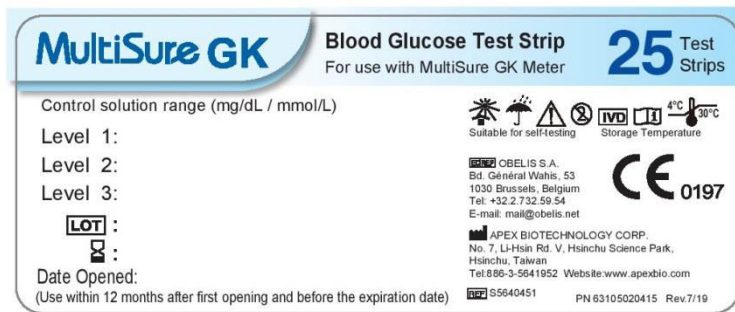 MultiSure GK
Blood Glucose Test Strip
For use with MultiSure GK Meter
25 Test Strips
Control solution range (mg/dL / mmol/L)
Level 1:
Level 2:
Level 3:
LOT :
:
Date Opened:
(Use within 12 months after first opening and before the expiration date)
IVD 4°C 30°C
Suitable for self-testing Storage Temperature
EC REP OBELIS S.A.
Bd. Général Wahis, 53
1030 Brussels, Belgium
Tel: +32.2.732.59.54
E-mail: mail@obelis.net
CE 0197
APEX BIOTECHNOLOGY CORP.
No. 7, Li-Hsin Rd. V, Hsinchu Science Park,
Hsinchu, Taiwan
Tel:886-3-5641952 Website:www.apexbio.com
REF S5640451
PN 63105020415 Rev.7/19